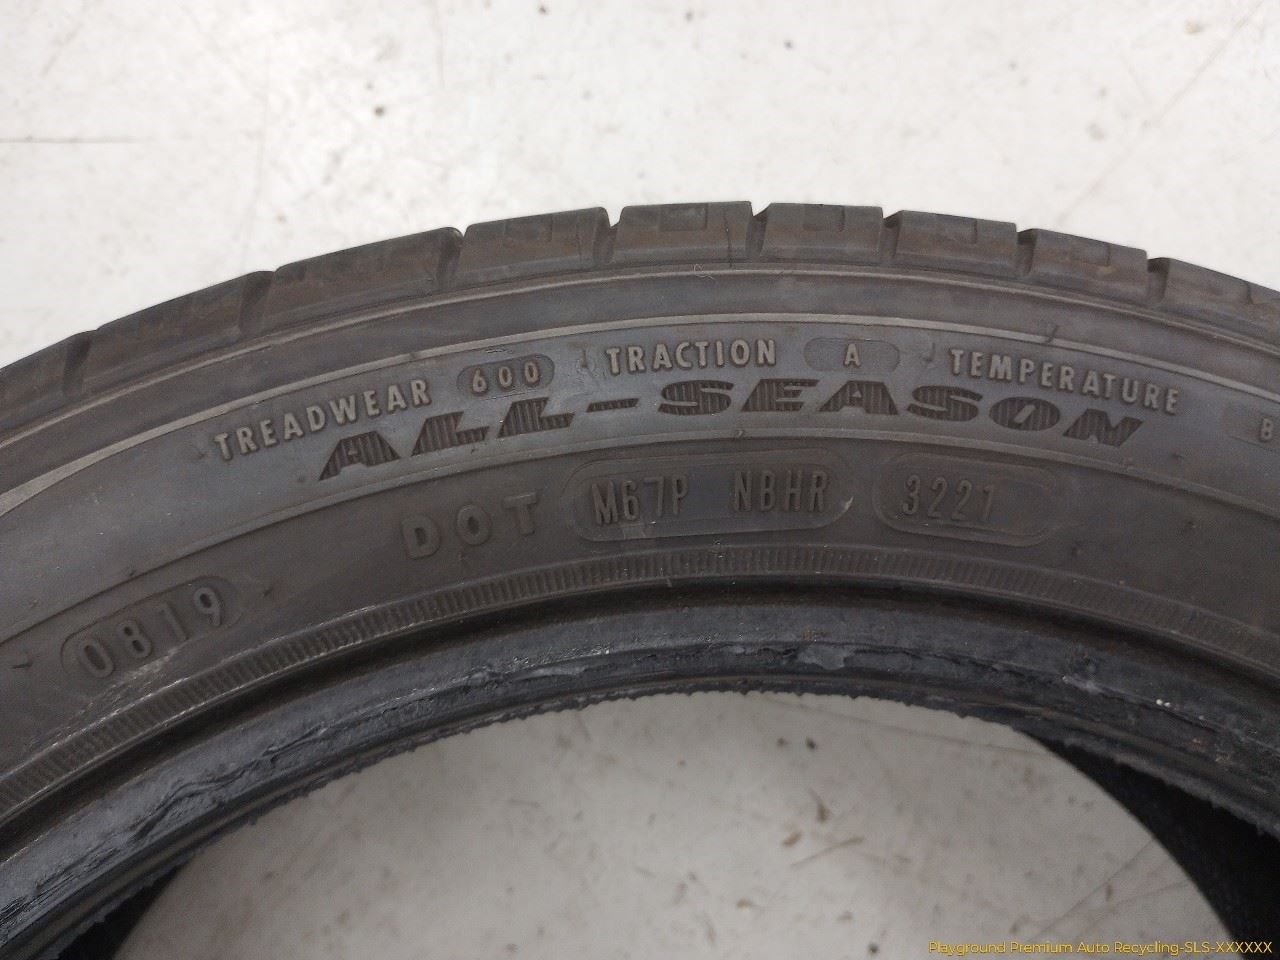 TREADWEAR 600 TRACTION A TEMPERATURE B
ALL-SEASON
DOT M67P NBHR 3221
0819
Playground Premium Auto Recycling-SLS-XXXXXX